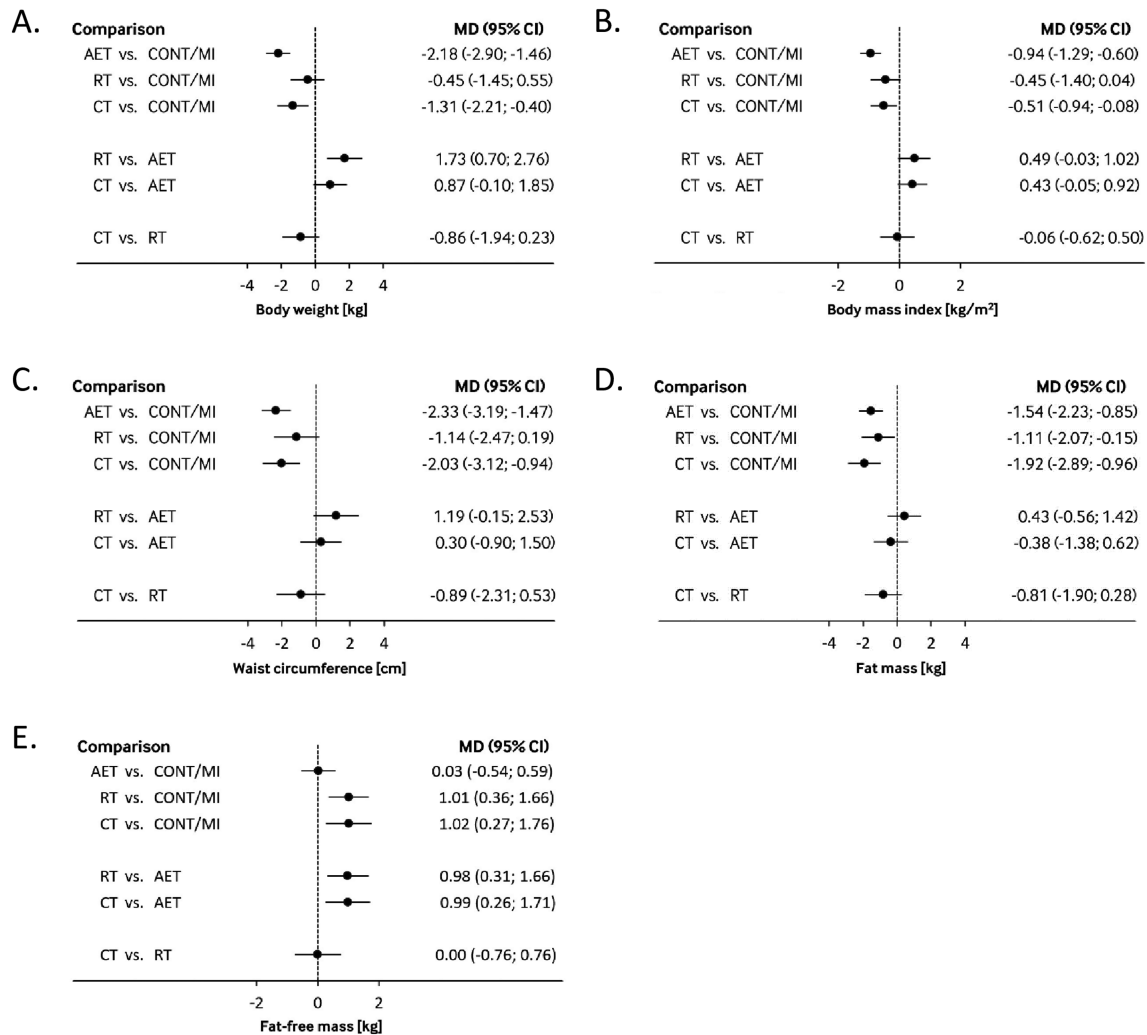 A.
Comparison MD (95% CI)
AET vs. CONT/MI -2.18 (-2.90; -1.46)
RT vs. CONT/MI -0.45 (-1.45; 0.55)
CT vs. CONT/MI -1.31 (-2.21; -0.40)
RT vs. AET 1.73 (0.70; 2.76)
CT vs. AET 0.87 (-0.10; 1.85)
CT vs. RT -0.86 (-1.94; 0.23)
-4 -2 0 2 4
Body weight [kg]
B.
Comparison MD (95% CI)
AET vs. CONT/MI -0.94 (-1.29; -0.60)
RT vs. CONT/MI -0.45 (-1.40; 0.04)
CT vs. CONT/MI -0.51 (-0.94; -0.08)
RT vs. AET 0.49 (-0.03; 1.02)
CT vs. AET 0.43 (-0.05; 0.92)
CT vs. RT -0.06 (-0.62; 0.50)
-2 0 2
Body mass index [kg/m²]
C.
Comparison MD (95% CI)
AET vs. CONT/MI -2.33 (-3.19; -1.47)
RT vs. CONT/MI -1.14 (-2.47; 0.19)
CT vs. CONT/MI -2.03 (-3.12; -0.94)
RT vs. AET 1.19 (-0.15; 2.53)
CT vs. AET 0.30 (-0.90; 1.50)
CT vs. RT -0.89 (-2.31; 0.53)
-4 -2 0 2 4
Waist circumference [cm]
D.
Comparison MD (95% CI)
AET vs. CONT/MI -1.54 (-2.23; -0.85)
RT vs. CONT/MI -1.11 (-2.07; -0.15)
CT vs. CONT/MI -1.92 (-2.89; -0.96)
RT vs. AET 0.43 (-0.56; 1.42)
CT vs. AET -0.38 (-1.38; 0.62)
CT vs. RT -0.81 (-1.90; 0.28)
-4 -2 0 2 4
Fat mass [kg]
E.
Comparison MD (95% CI)
AET vs. CONT/MI 0.03 (-0.54; 0.59)
RT vs. CONT/MI 1.01 (0.36; 1.66)
CT vs. CONT/MI 1.02 (0.27; 1.76)
RT vs. AET 0.98 (0.31; 1.66)
CT vs. AET 0.99 (0.26; 1.71)
CT vs. RT 0.00 (-0.76; 0.76)
-2 0 2
Fat-free mass [kg]